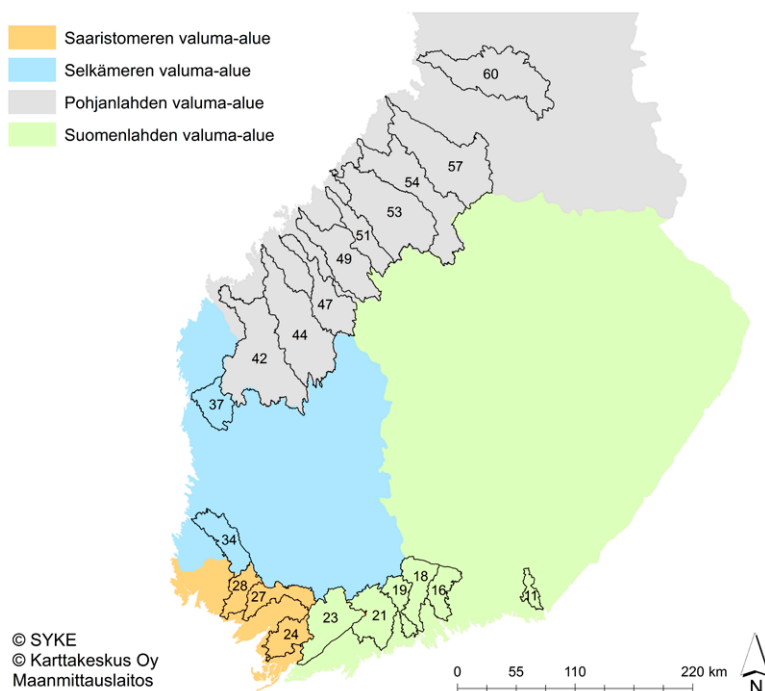 Saaristomeren valuma-alue
Selkämeren valuma-alue
Pohjanlahden valuma-alue
Suomenlahden valuma-alue
60
57
54
53
51
49
47
44
42
37
34
28
27
24
23
21
19
18
16
11
© SYKE
© Karttakeskus Oy
Maanmittauslaitos
0 55 110 220 km
N